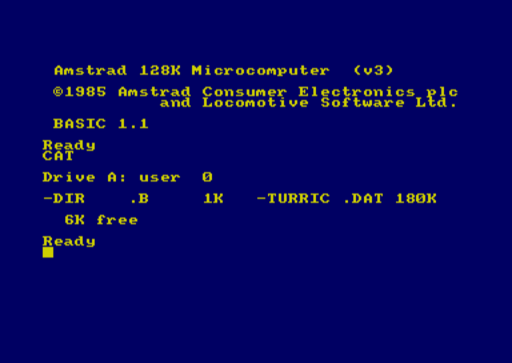 Amstrad 128K Microcomputer (v3)
©1985 Amstrad Consumer Electronics plc
and Locomotive Software Ltd.
BASIC 1.1
Ready
CAT
Drive A: user 0
-DIR .B 1K -TURRIC .DAT 180K
6K free
Ready